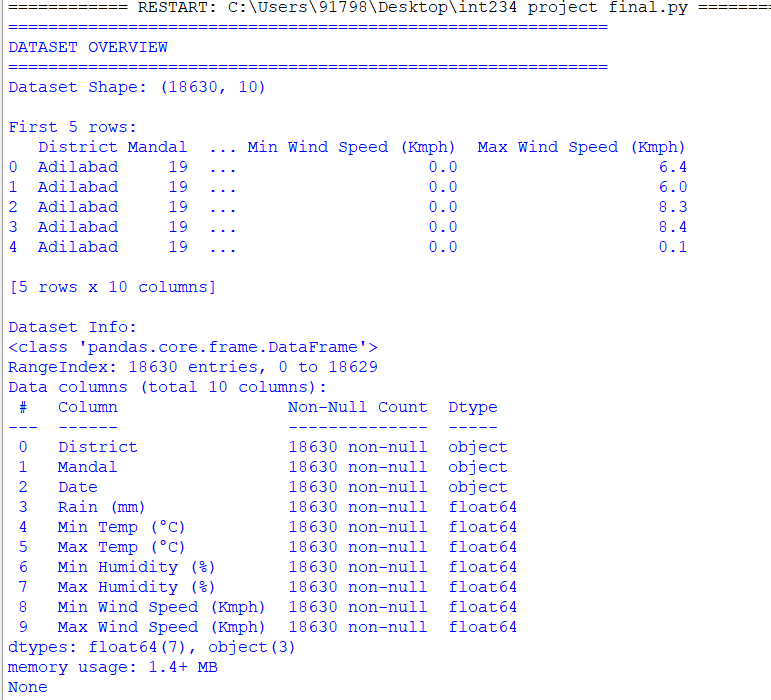 ============ RESTART: C:\Users\91798\Desktop\int234 project final.py ========
============================================================
DATASET OVERVIEW
============================================================
Dataset Shape: (18630, 10)
First 5 rows:
   District Mandal  ... Min Wind Speed (Kmph)  Max Wind Speed (Kmph)
0  Adilabad     19  ...                   0.0                    6.4
1  Adilabad     19  ...                   0.0                    6.0
2  Adilabad     19  ...                   0.0                    8.3
3  Adilabad     19  ...                   0.0                    8.4
4  Adilabad     19  ...                   0.0                    0.1
[5 rows x 10 columns]
Dataset Info:
<class 'pandas.core.frame.DataFrame'>
RangeIndex: 18630 entries, 0 to 18629
Data columns (total 10 columns):
 #   Column                 Non-Null Count  Dtype
---  ------                 --------------  -----
 0   District               18630 non-null  object
 1   Mandal                 18630 non-null  object
 2   Date                   18630 non-null  object
 3   Rain (mm)              18630 non-null  float64
 4   Min Temp (°C)          18630 non-null  float64
 5   Max Temp (°C)          18630 non-null  float64
 6   Min Humidity (%)       18630 non-null  float64
 7   Max Humidity (%)       18630 non-null  float64
 8   Min Wind Speed (Kmph)  18630 non-null  float64
 9   Max Wind Speed (Kmph)  18630 non-null  float64
dtypes: float64(7), object(3)
memory usage: 1.4+ MB
None